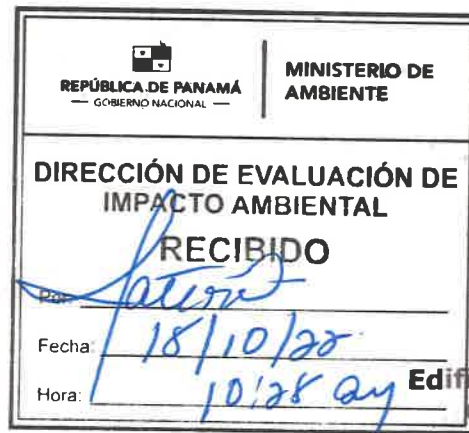 REPÚBLICA DE PANAMÁ
— GOBIERNO NACIONAL —
MINISTERIO DE
AMBIENTE
DIRECCIÓN DE EVALUACIÓN DE
IMPACTO AMBIENTAL
RECIBIDO
Por:
Fecha: 18/10/22
Hora: 10:28 am
Edif